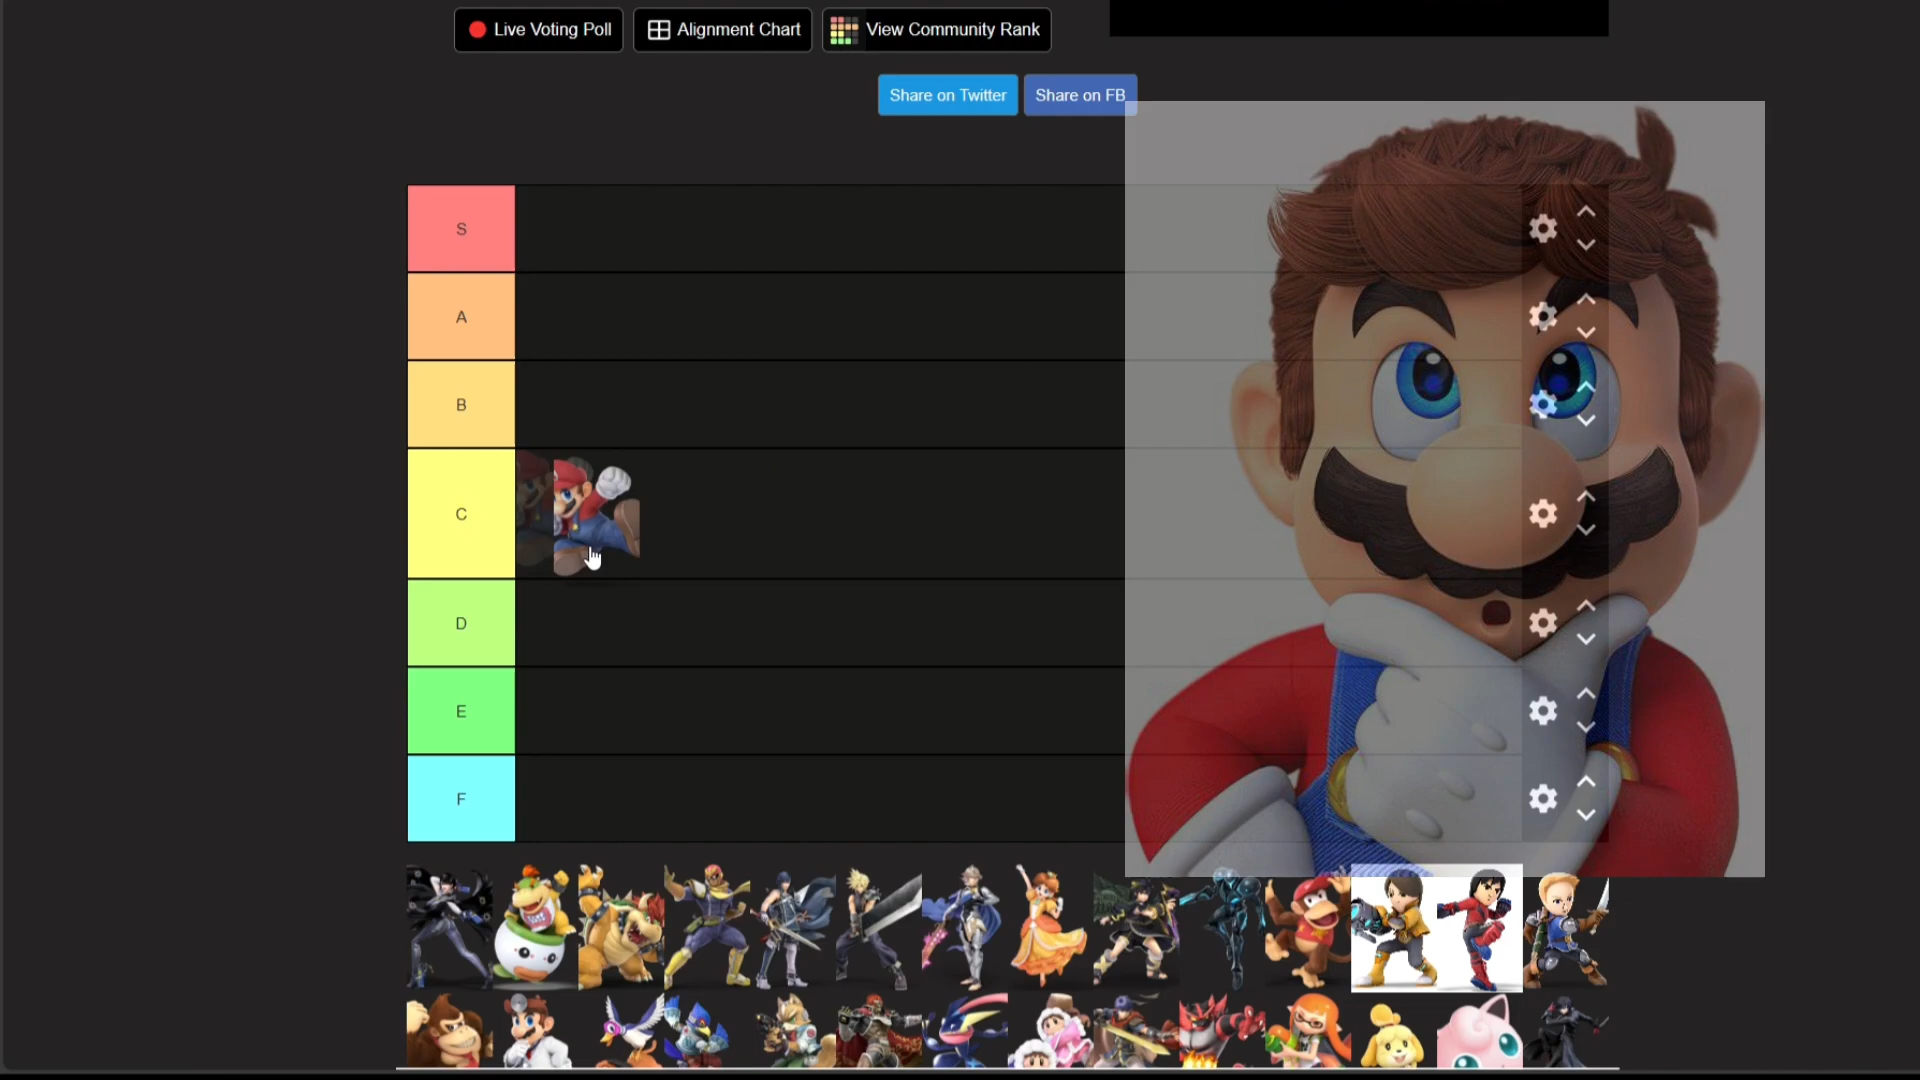 Live Voting Poll
Alignment Chart
View Community Rank
Share on Twitter
Share on FB
S
A
B
C
D
E
F